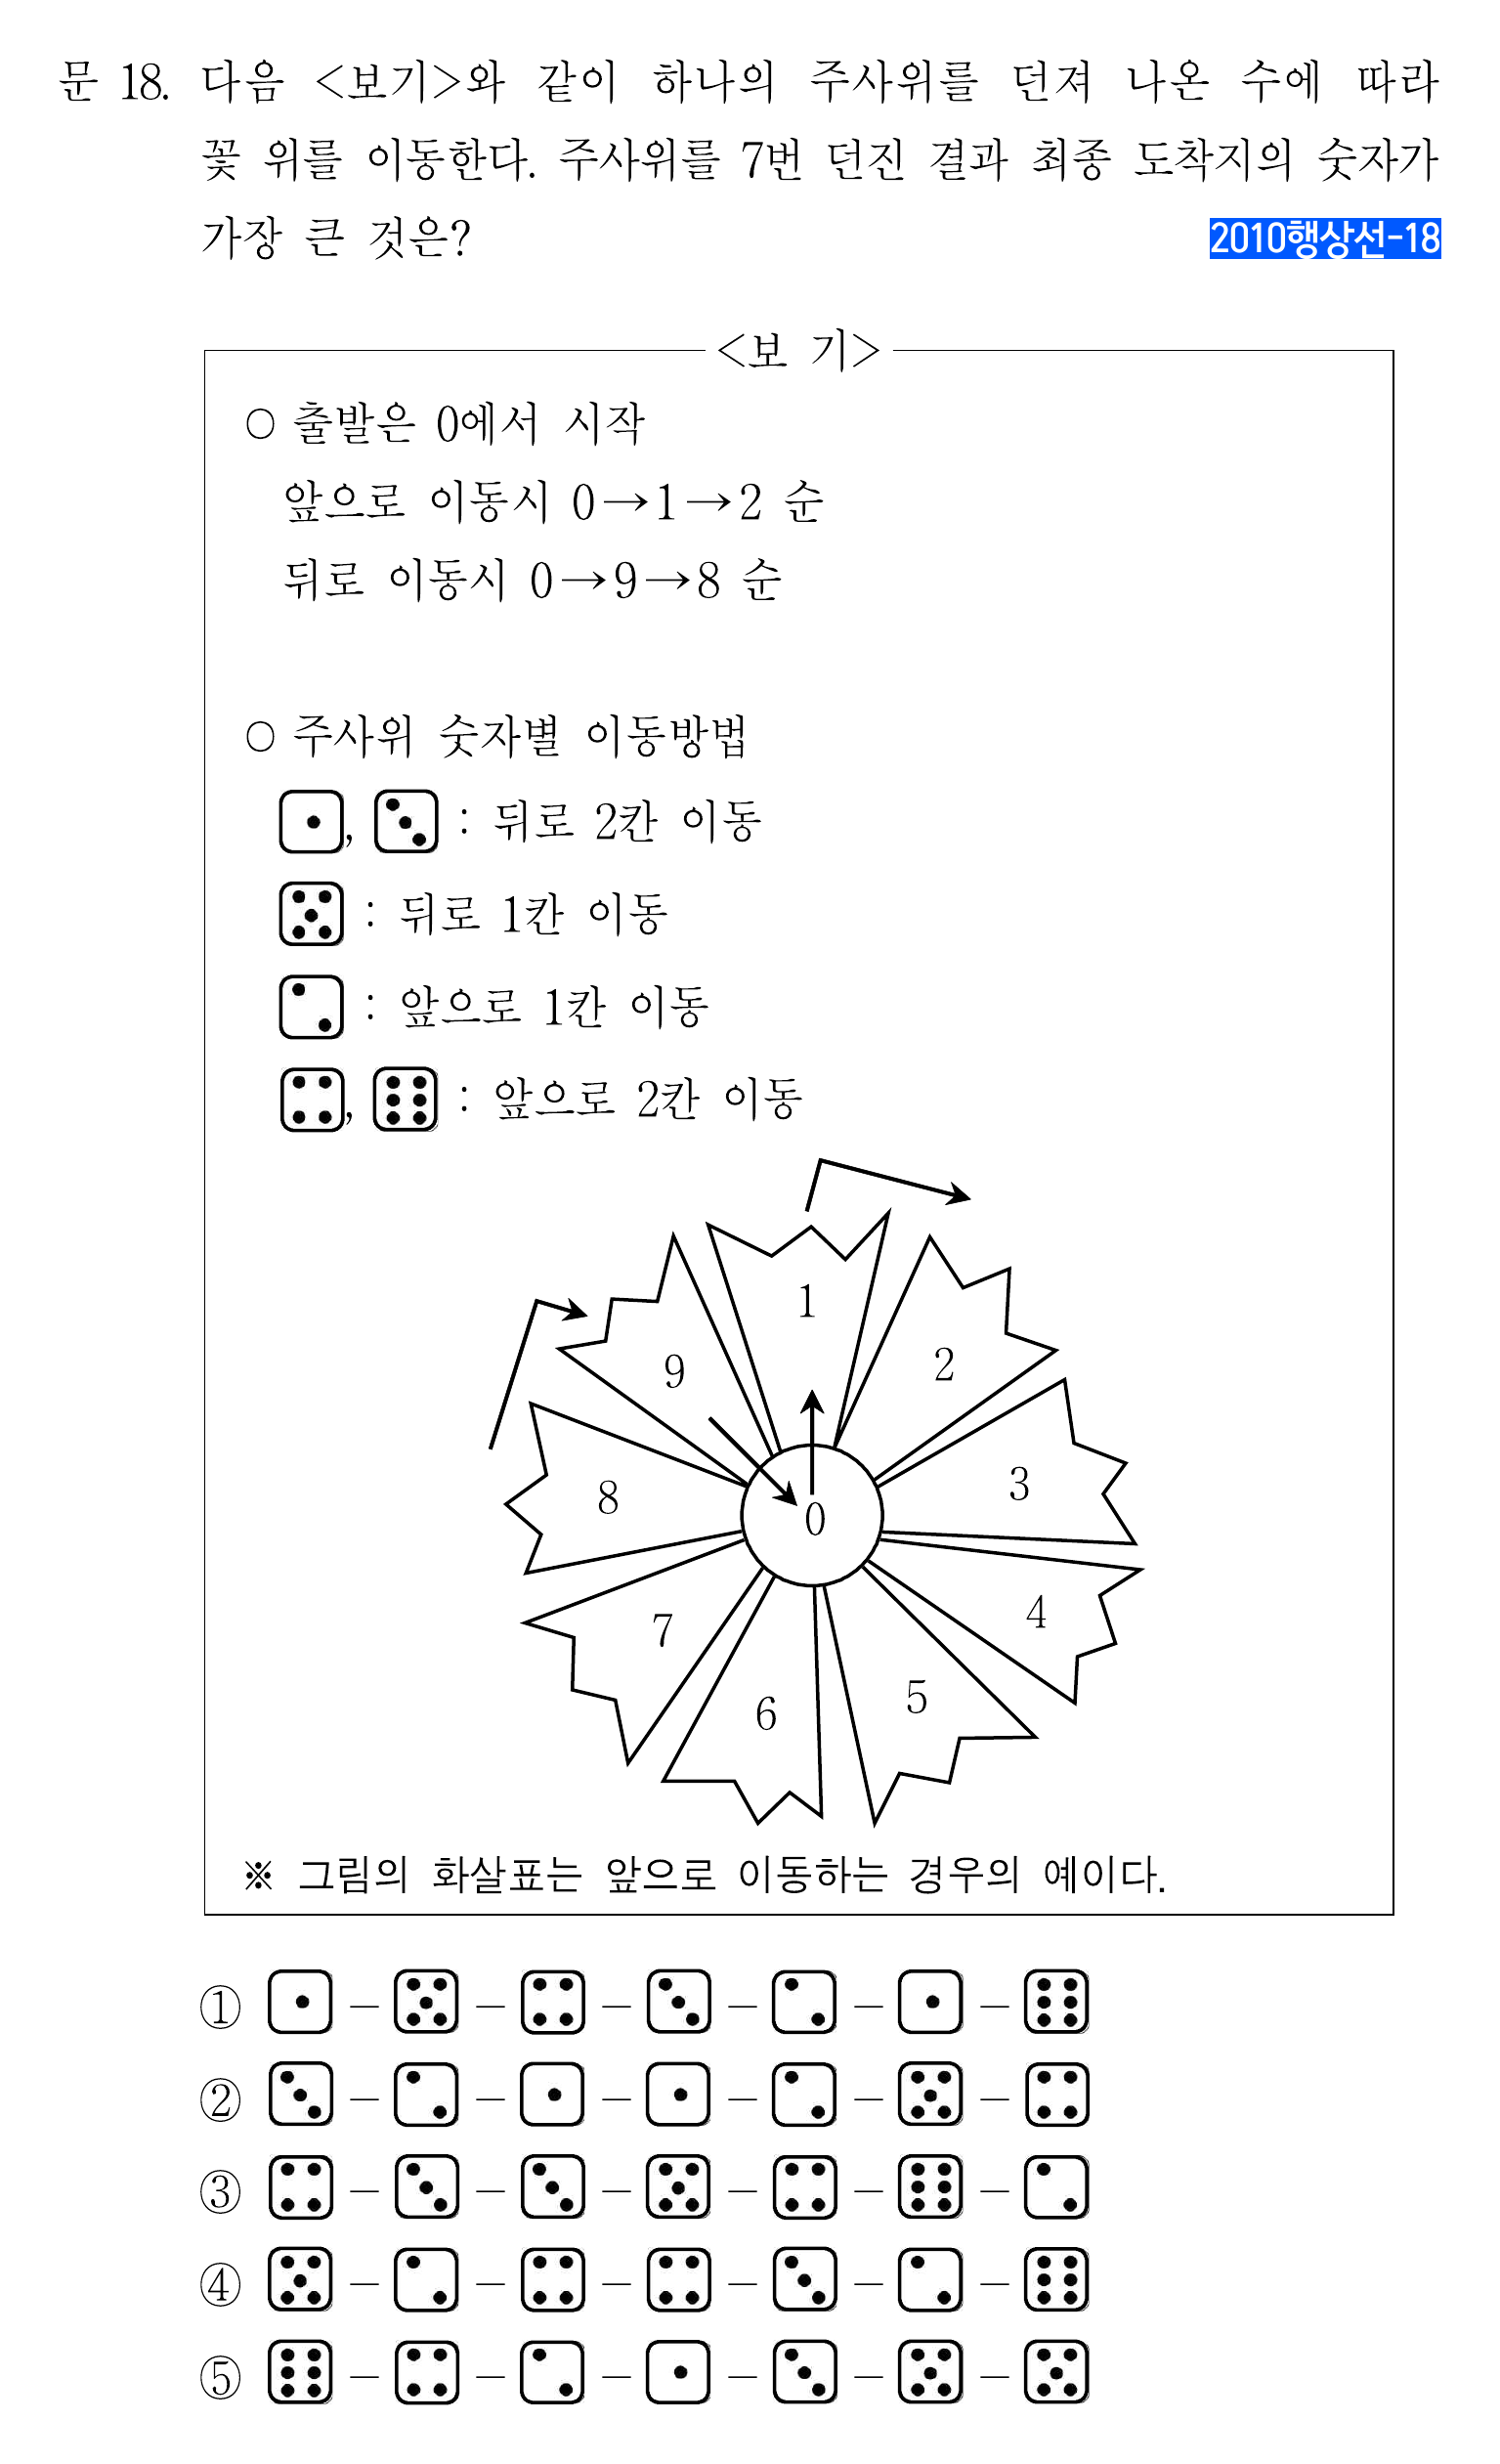 문 18. 다음 <보기>와 같이 하나의 주사위를 던져 나온 수에 따라
꽃 위를 이동한다. 주사위를 7번 던진 결과 최종 도착지의 숫자가
가장 큰 것은?
2010행상선-18
<보 기>
○ 출발은 0에서 시작
앞으로 이동시 0→1→2 순
뒤로 이동시 0→9→8 순
○ 주사위 숫자별 이동방법
, : 뒤로 2칸 이동
: 뒤로 1칸 이동
: 앞으로 1칸 이동
, : 앞으로 2칸 이동
1
2
9
3
8
0
4
7
5
6
※ 그림의 화살표는 앞으로 이동하는 경우의 예이다.
① - - - - - -
② - - - - - -
③ - - - - - -
④ - - - - - -
⑤ - - - - - -